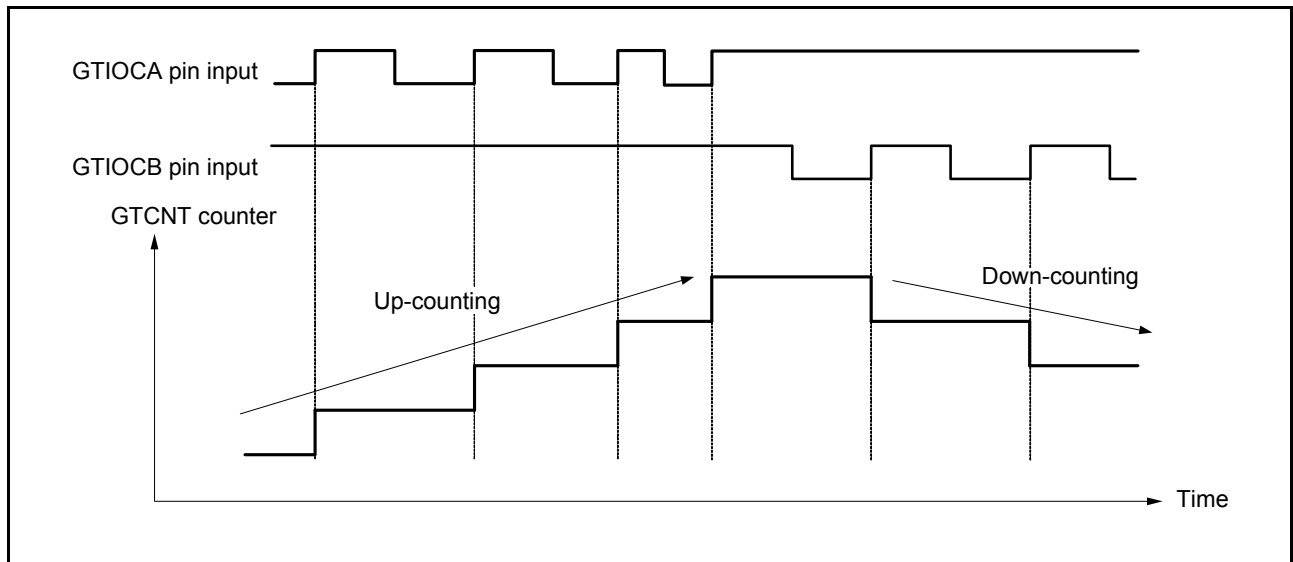 GTIOCA pin input
GTIOCB pin input
GTCNT counter
Up-counting
Down-counting
Time